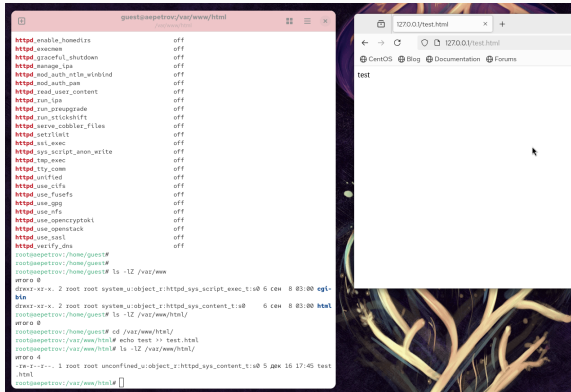 guest@aepetrov:/var/www/html
/var/www/html
httpd_enable_homedirs off
httpd_execmem off
httpd_graceful_shutdown off
httpd_manage_ipa off
httpd_mod_auth_ntlm_winbind off
httpd_mod_auth_pam off
httpd_read_user_content off
httpd_run_ipa off
httpd_run_preupgrade off
httpd_run_stickshift off
httpd_serve_cobbler_files off
httpd_setrlimit off
httpd_ssi_exec off
httpd_sys_script_anon_write off
httpd_tmp_exec off
httpd_tty_comm off
httpd_unified off
httpd_use_cifs off
httpd_use_fusefs off
httpd_use_gpg off
httpd_use_nfs off
httpd_use_opencryptoki off
httpd_use_openstack off
httpd_use_sasl off
httpd_verify_dns off
root@aepetrov:/home/guest#
root@aepetrov:/home/guest#
root@aepetrov:/home/guest# ls -lZ /var/www
итого 0
drwxr-xr-x. 2 root root system_u:object_r:httpd_sys_script_exec_t:s0 6 сен 8 03:00 cgi-
bin
drwxr-xr-x. 2 root root system_u:object_r:httpd_sys_content_t:s0 6 сен 8 03:00 html
root@aepetrov:/home/guest# ls -lZ /var/www/html/
итого 0
root@aepetrov:/home/guest# cd /var/www/html/
root@aepetrov:/var/www/html# echo test >> test.html
root@aepetrov:/var/www/html# ls -lZ /var/www/html/
итого 4
-rw-r--r--. 1 root root unconfined_u:object_r:httpd_sys_content_t:s0 5 дек 16 17:45 test
.html
root@aepetrov:/var/www/html#
127.0.0.1/test.html
127.0.0.1/test.html
CentOS Blog Documentation Forums
test